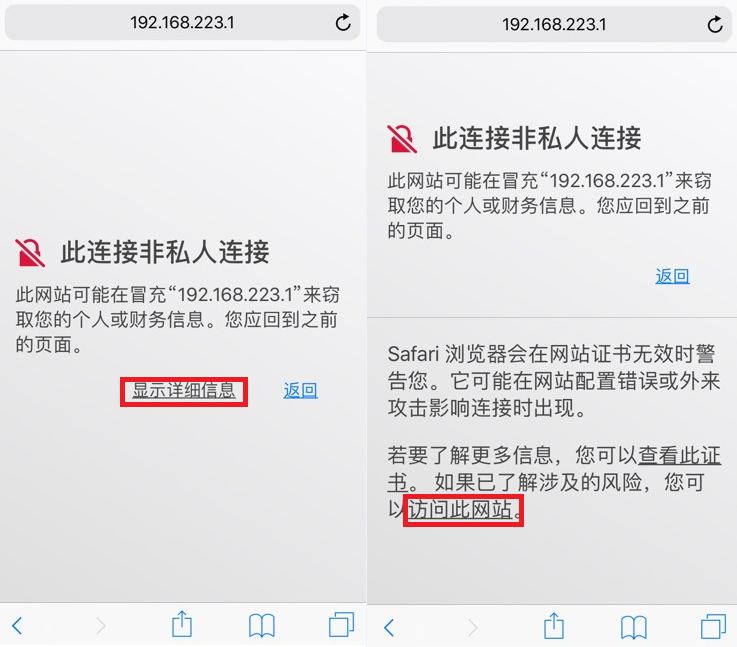 192.168.223.1
此连接非私人连接
此网站可能在冒充“192.168.223.1”来窃
取您的个人或财务信息。您应回到之前
的页面。
显示详细信息 返回
192.168.223.1
此连接非私人连接
此网站可能在冒充“192.168.223.1”来窃
取您的个人或财务信息。您应回到之前
的页面。
返回
Safari 浏览器会在网站证书无效时警
告您。它可能在网站配置错误或外来
攻击影响连接时出现。
若要了解更多信息，您可以查看此证
书。 如果已了解涉及的风险，您可
以访问此网站。